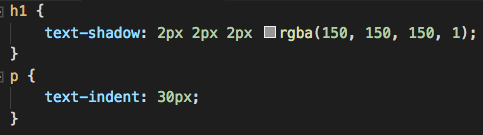 h1 {
text-shadow: 2px 2px 2px rgba(150, 150, 150, 1);
}
p {
text-indent: 30px;
}